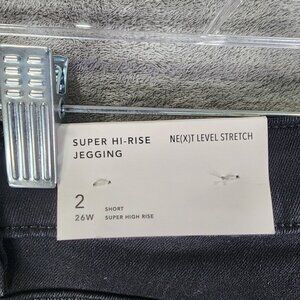 SUPER HI-RISE
JEGGING
NE(X)T LEVEL STRETCH
2
SHORT
26W
SUPER HIGH RISE